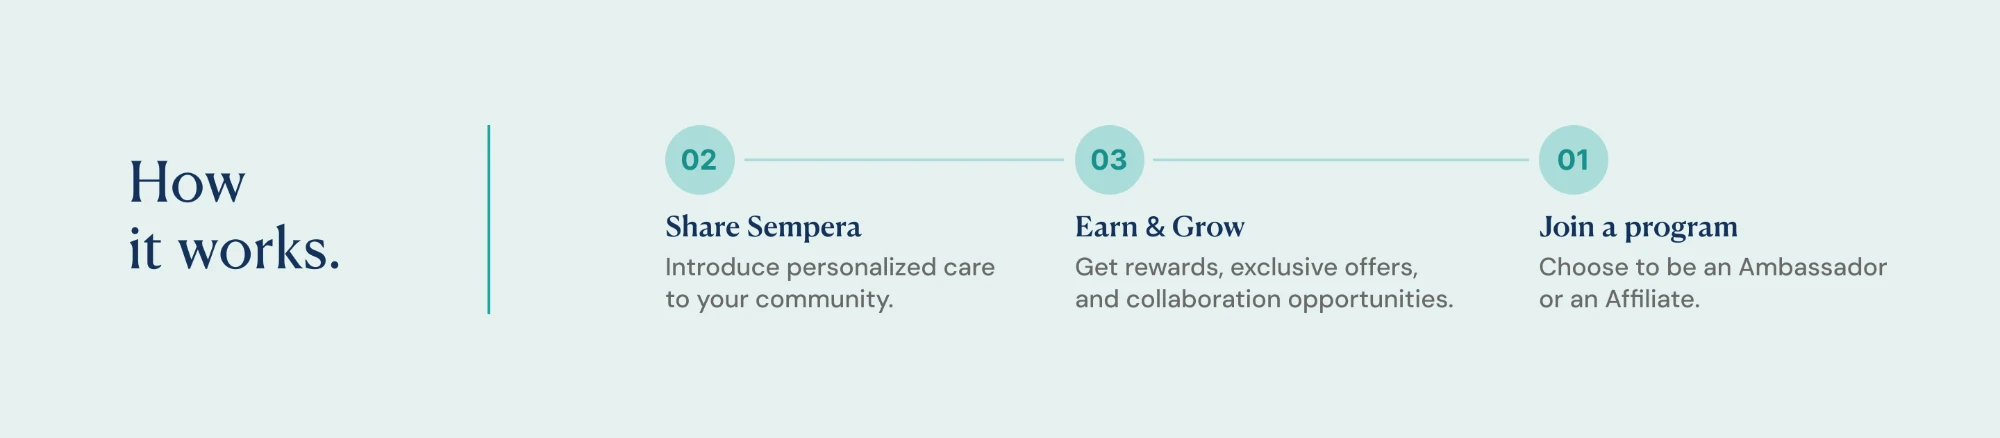 How
it works.
02
Share Sempera
Introduce personalized care
to your community.
03
Earn & Grow
Get rewards, exclusive offers,
and collaboration opportunities.
01
Join a program
Choose to be an Ambassador
or an Affiliate.